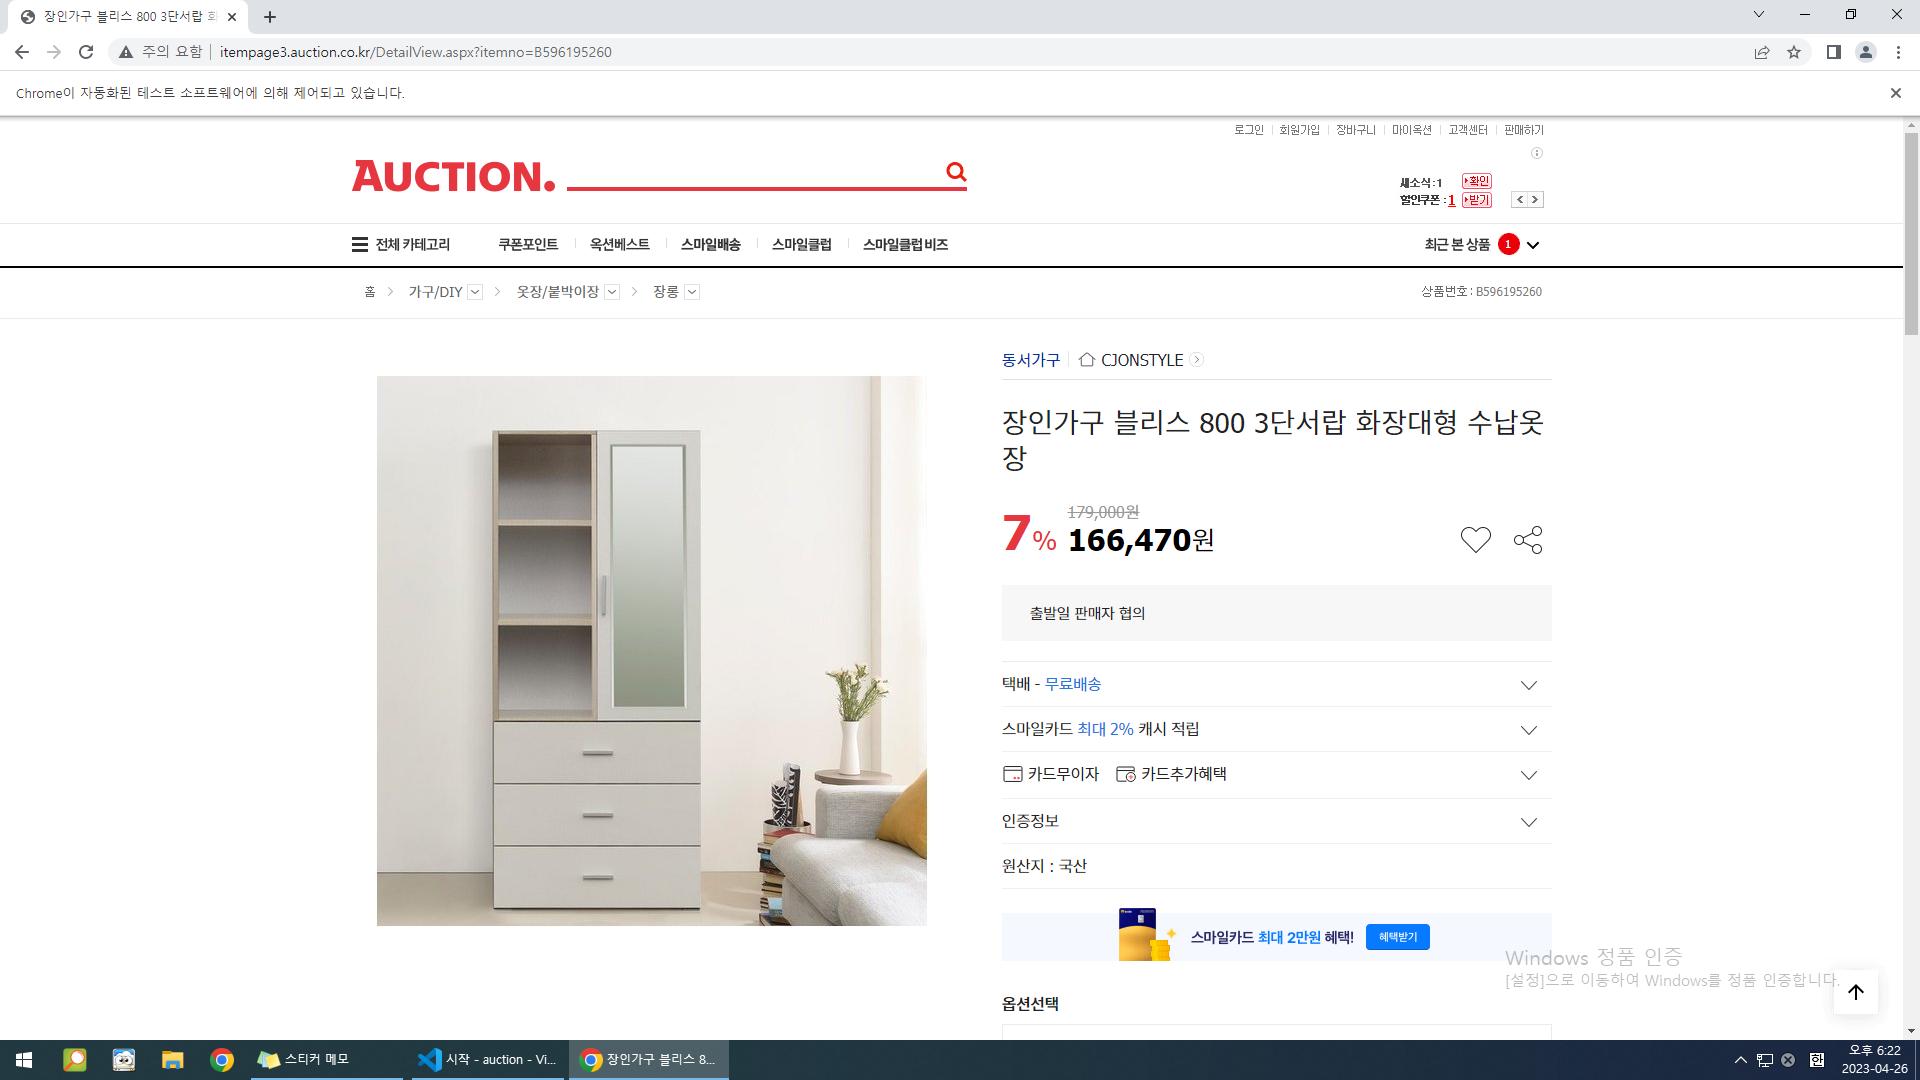 장인가구 블리스 800 3단서랍 화
주의 요함
itempage3.auction.co.kr/DetailView.aspx?itemno=B596195260
Chrome이 자동화된 테스트 소프트웨어에 의해 제어되고 있습니다.
로그인 회원가입 장바구니 마이옥션 고객센터 판매하기
AUCTION.
새소식 : 1 확인
할인쿠폰 : 1 받기
전체 카테고리 쿠폰포인트 옥션베스트 스마일배송 스마일클럽 스마일클럽 비즈 최근 본 상품 1
홈 가구/DIY 옷장/붙박이장 장롱 상품번호 : B596195260
동서가구 CJONSTYLE
장인가구 블리스 800 3단서랍 화장대형 수납옷
장
179,000원
7% 166,470원
출발일 판매자 협의
택배 - 무료배송
스마일카드 최대 2% 캐시 적립
카드무이자 카드추가혜택
인증정보
원산지 : 국산
스마일카드 최대 2만원 혜택! 혜택받기
Windows 정품 인증
[설정]으로 이동하여 Windows를 정품 인증합니다.
옵션선택
스티커 메모
시작 - auction - Vi...
장인가구 블리스 8...
한
오후 6:22
2023-04-26